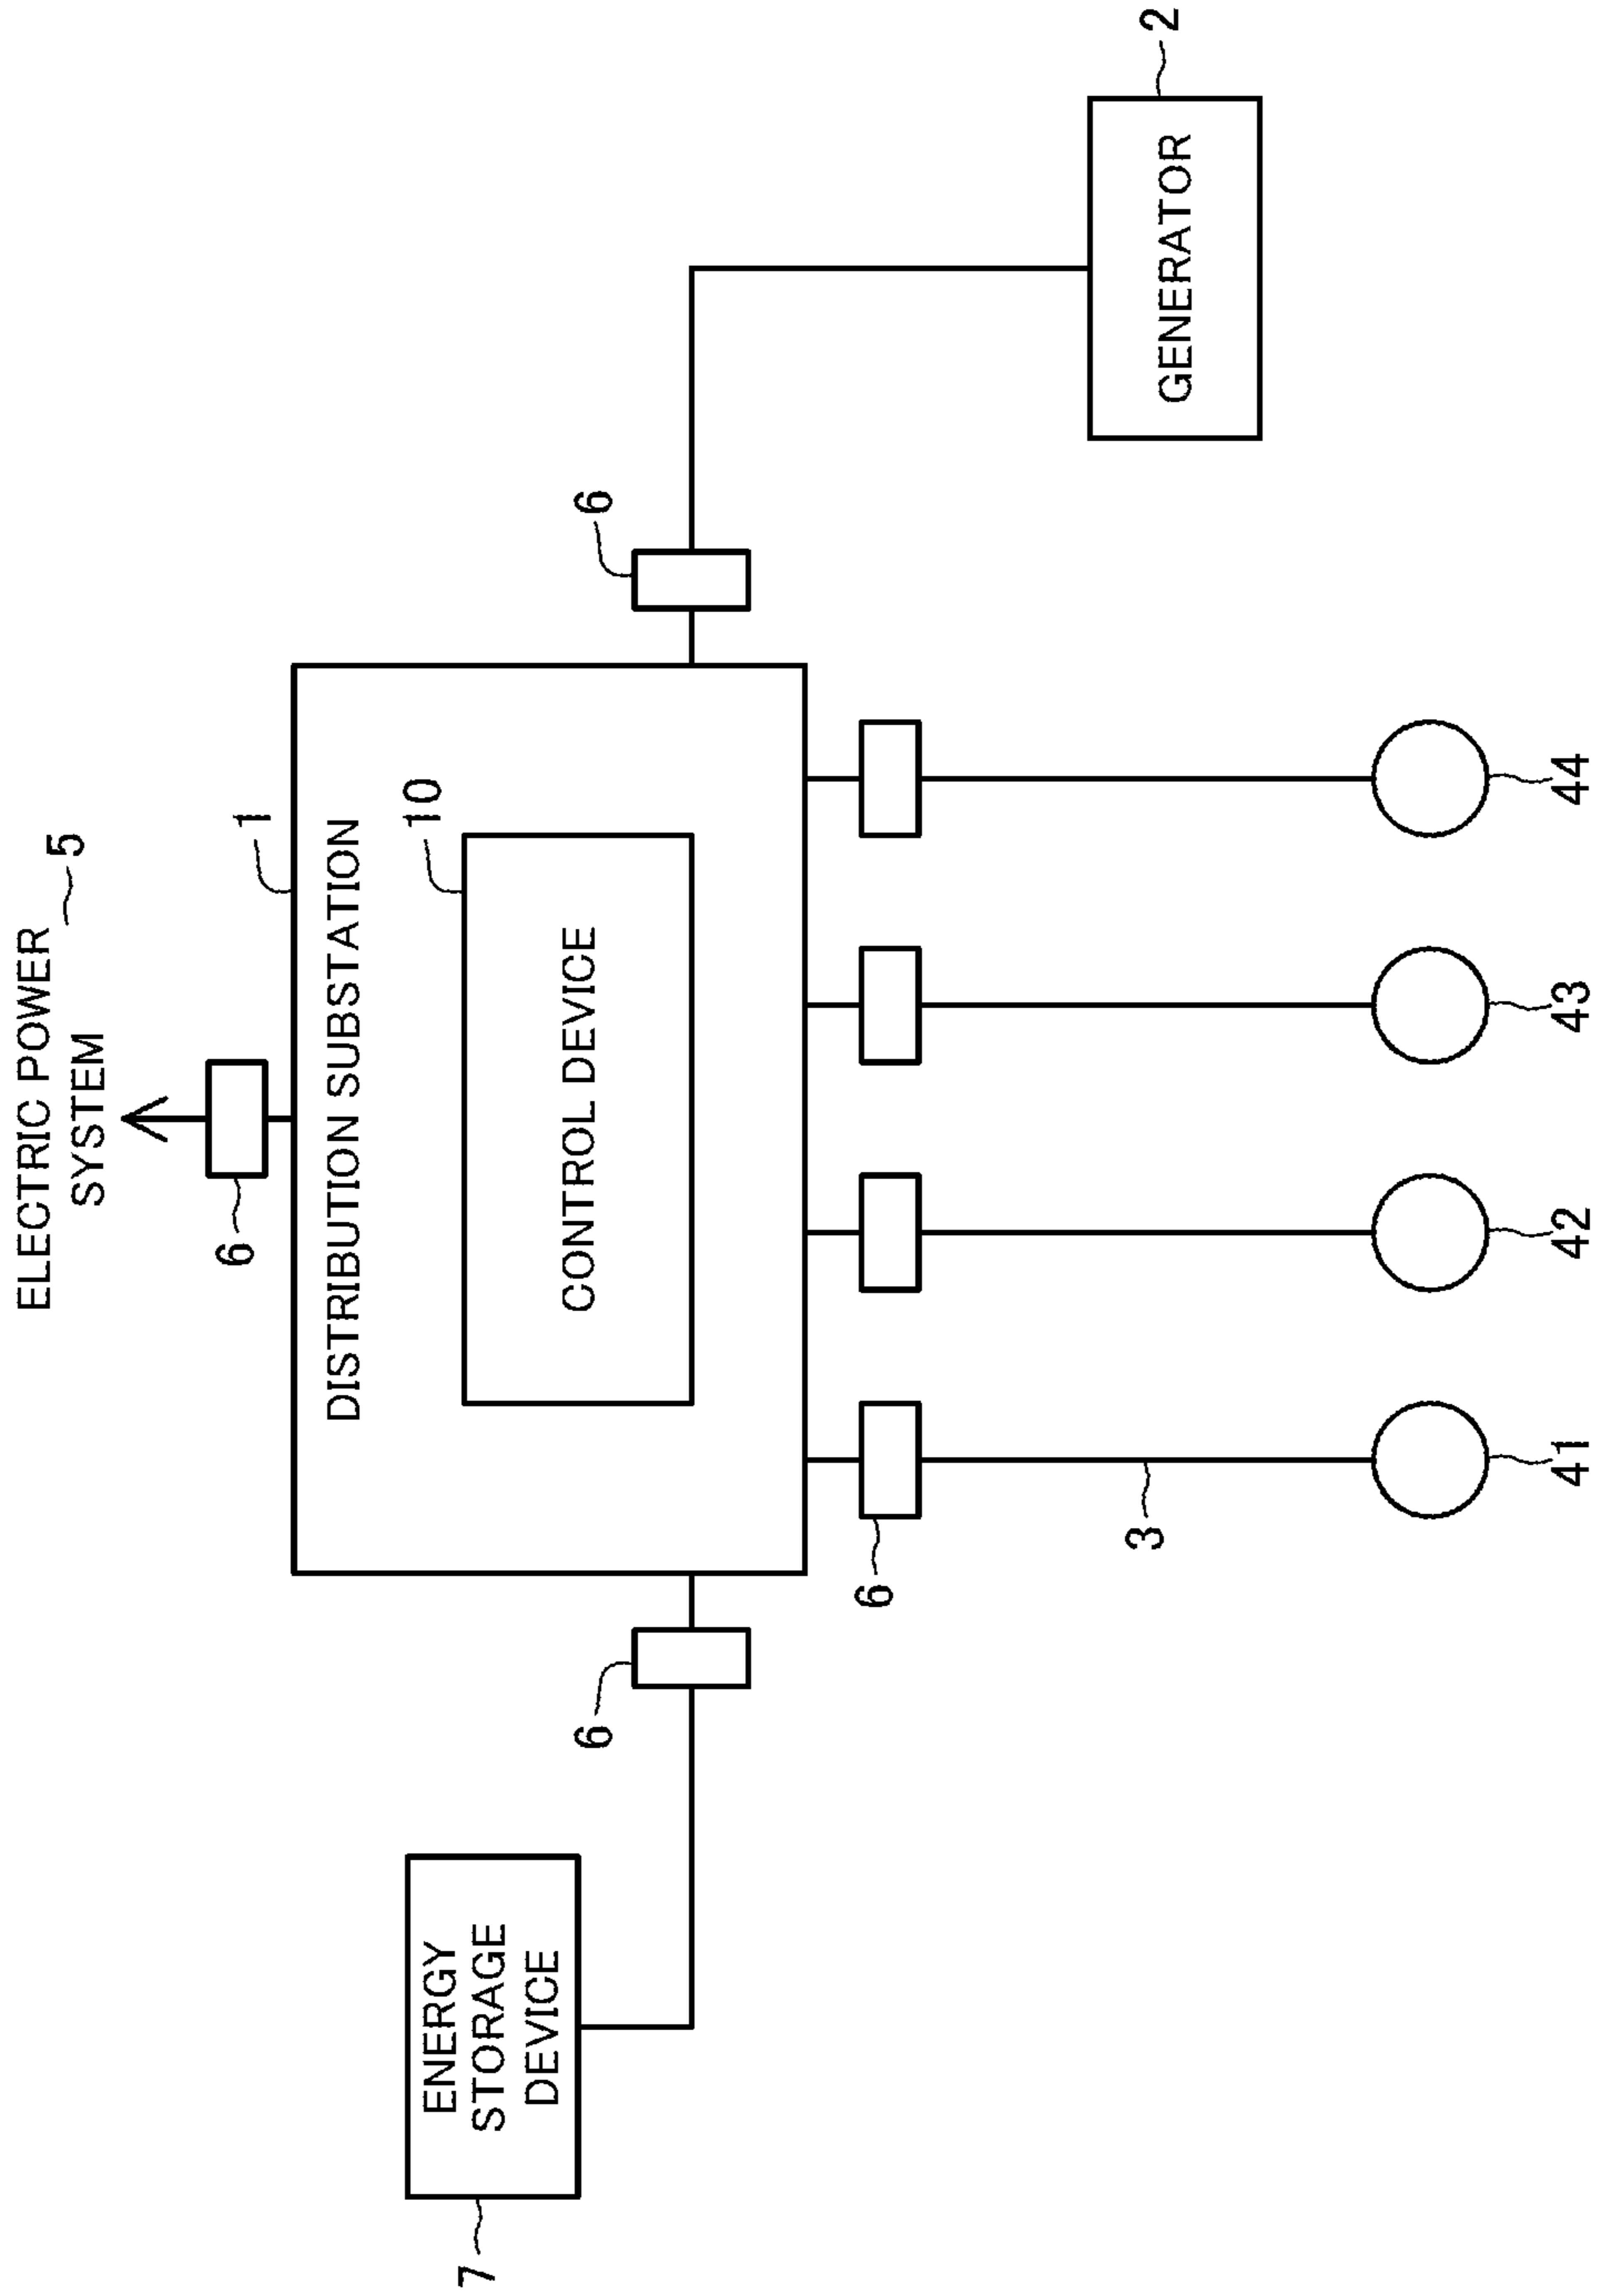 ELECTRIC POWER
SYSTEM
5
6
1
DISTRIBUTION SUBSTATION
10
CONTROL DEVICE
ENERGY
STORAGE
DEVICE
7
6
6
6
3
GENERATOR
2
41
42
43
44